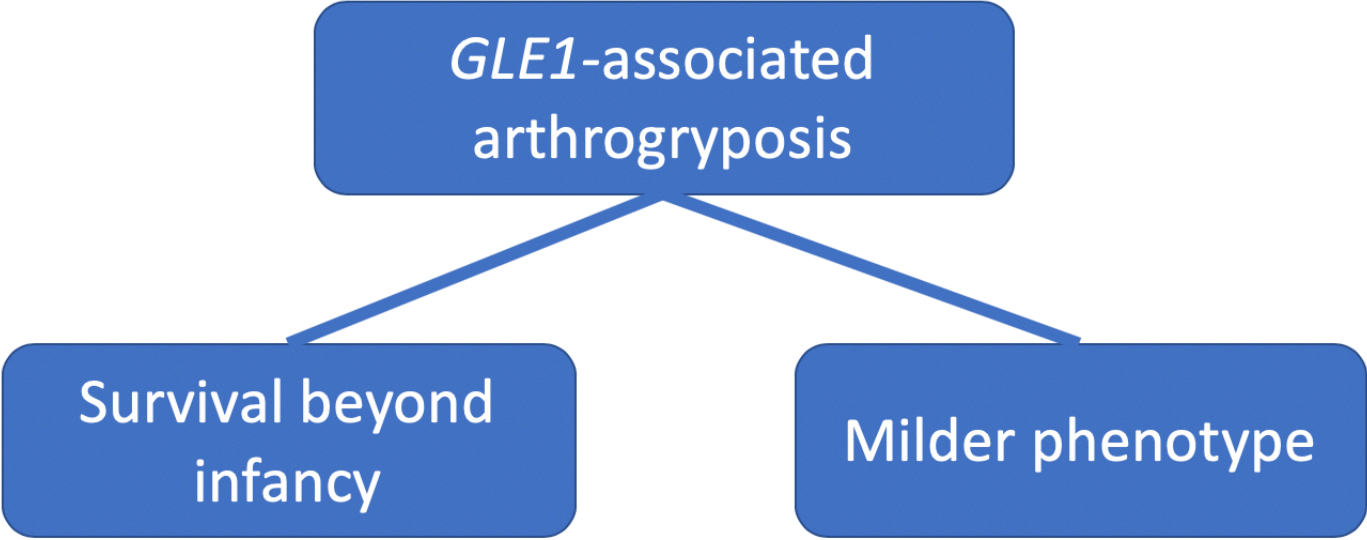 GLE1-associated
arthrogryposis
Survival beyond
infancy
Milder phenotype